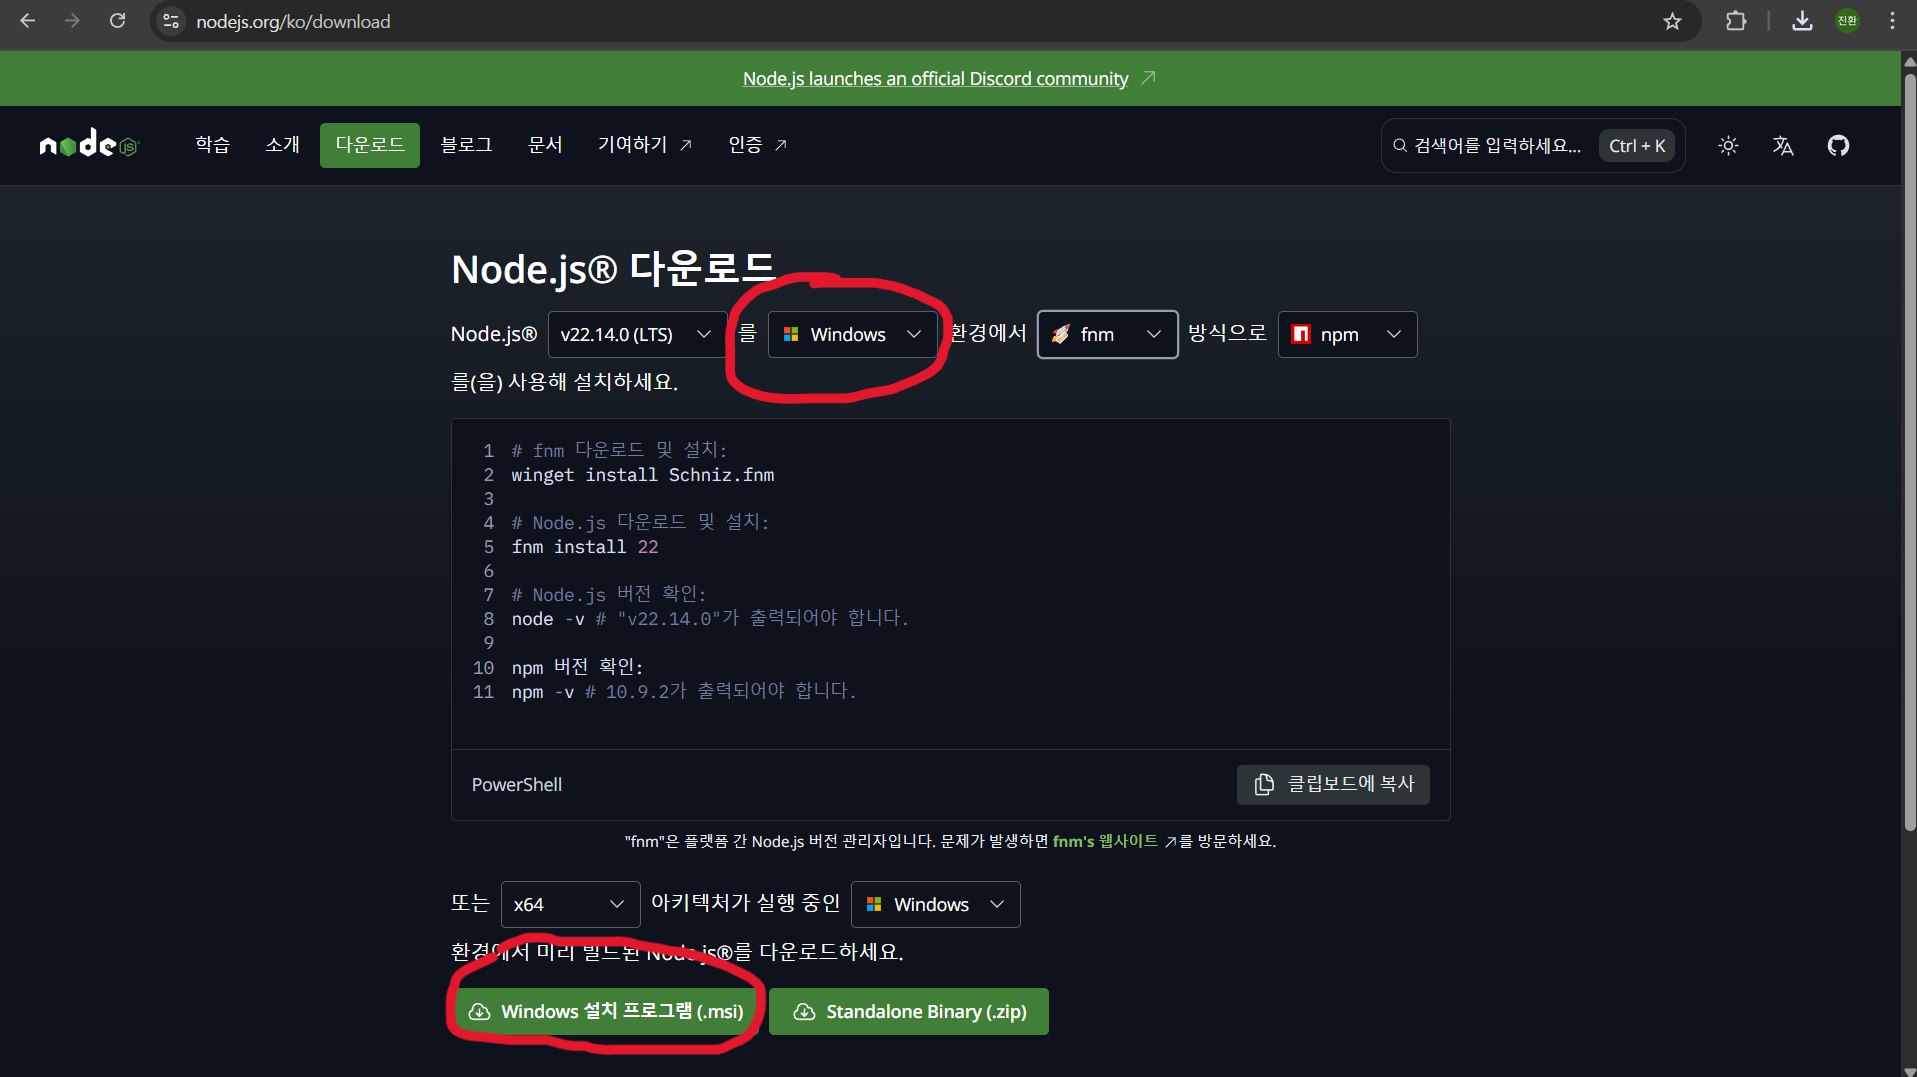 nodejs.org/ko/download
진환
Node.js launches an official Discord community
node JS
학습 소개 다운로드 블로그 문서 기여하기 인증 검색어를 입력하세요... Ctrl + K
Node.js® 다운로드
Node.js® v22.14.0 (LTS) 를 Windows 환경에서 fnm 방식으로 npm
를(을) 사용해 설치하세요.
1 # fnm 다운로드 및 설치:
2 winget install Schniz.fnm
3
4 # Node.js 다운로드 및 설치:
5 fnm install 22
6
7 # Node.js 버전 확인:
8 node -v # "v22.14.0"가 출력되어야 합니다.
9
10 npm 버전 확인:
11 npm -v # 10.9.2가 출력되어야 합니다.
PowerShell 클립보드에 복사
"fnm"은 플랫폼 간 Node.js 버전 관리자입니다. 문제가 발생하면 fnm's 웹사이트 를 방문하세요.
또는 x64 아키텍처가 실행 중인 Windows
환경에서 미리 빌드된 Node.js®를 다운로드하세요.
Windows 설치 프로그램 (.msi) Standalone Binary (.zip)